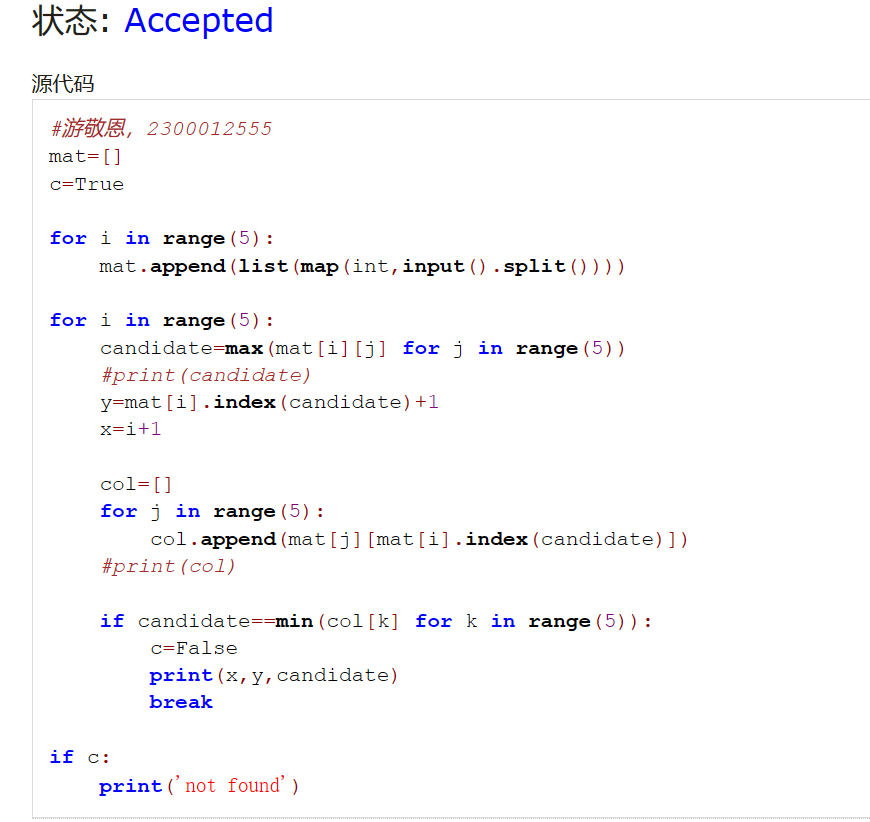 状态: Accepted
源代码
#游敬恩, 2300012555
mat=[]
c=True
for i in range(5):
    mat.append(list(map(int,input().split())))
for i in range(5):
    candidate=max(mat[i][j] for j in range(5))
    #print(candidate)
    y=mat[i].index(candidate)+1
    x=i+1
    col=[]
    for j in range(5):
        col.append(mat[j][mat[i].index(candidate)])
    #print(col)
    if candidate==min(col[k] for k in range(5)):
        c=False
        print(x,y,candidate)
        break
if c:
    print('not found')